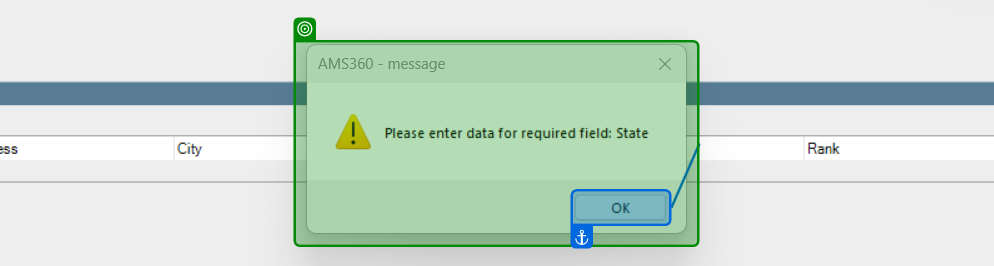 AMS360 - message
Please enter data for required field: State
ess City Rank
OK